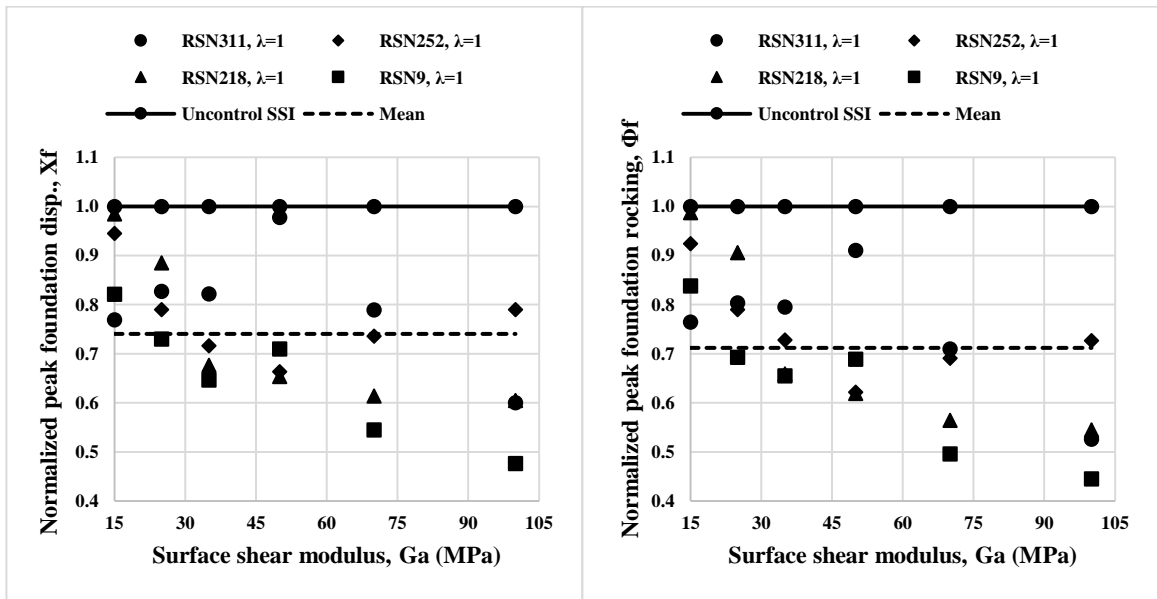 RSN311, λ=1 RSN252, λ=1
RSN218, λ=1 RSN9, λ=1
Uncontrol SSI Mean
Normalized peak foundation disp., Xf
1.1
1.0
0.9
0.8
0.7
0.6
0.5
0.4
15 30 45 60 75 90 105
Surface shear modulus, Ga (MPa)
RSN311, λ=1 RSN252, λ=1
RSN218, λ=1 RSN9, λ=1
Uncontrol SSI Mean
Normalized peak foundation rocking, Φf
1.1
1.0
0.9
0.8
0.7
0.6
0.5
0.4
15 30 45 60 75 90 105
Surface shear modulus, Ga (MPa)